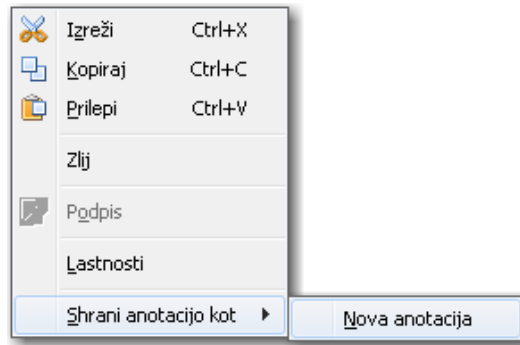 Izreži Ctrl+X
Kopiraj Ctrl+C
Prilepi Ctrl+V
Zlij
Podpis
Lastnosti
Shrani anotacijo kot Nova anotacija